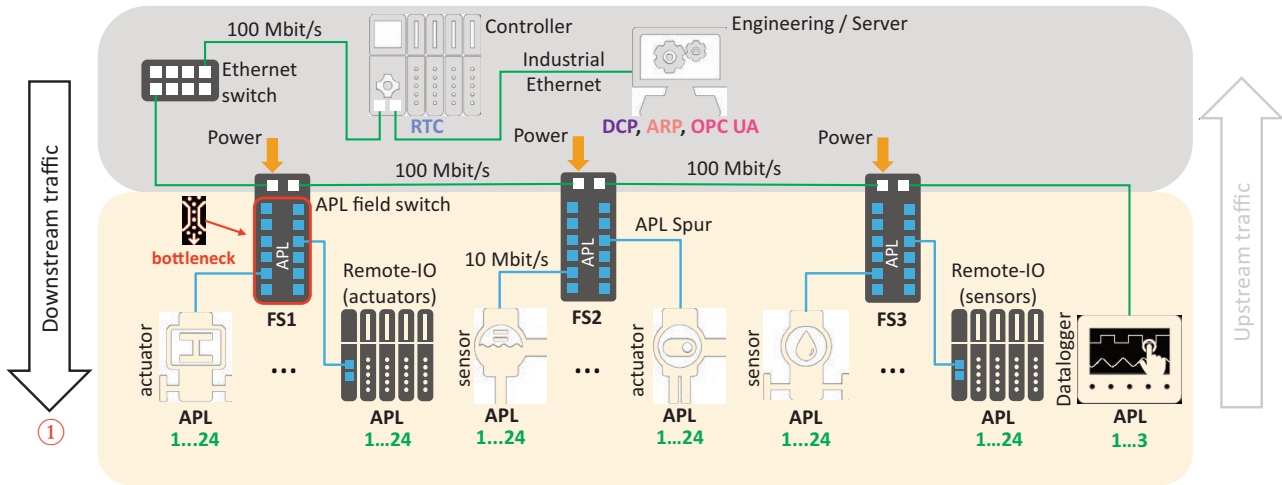 100 Mbit/s
Controller
Engineering / Server
Ethernet
switch
Industrial
Ethernet
RTC
DCP, ARP, OPC UA
Power
Power
Power
100 Mbit/s
100 Mbit/s
Downstream traffic
Upstream traffic
APL field switch
bottleneck
APL
APL
APL
APL Spur
10 Mbit/s
Remote-IO
(actuators)
Remote-IO
(sensors)
FS1
FS2
FS3
actuator
...
sensor
...
actuator
sensor
...
Datalogger
APL
APL
APL
APL
APL
APL
APL
1...24
1...24
1...24
1...24
1...24
1...24
1...3
①